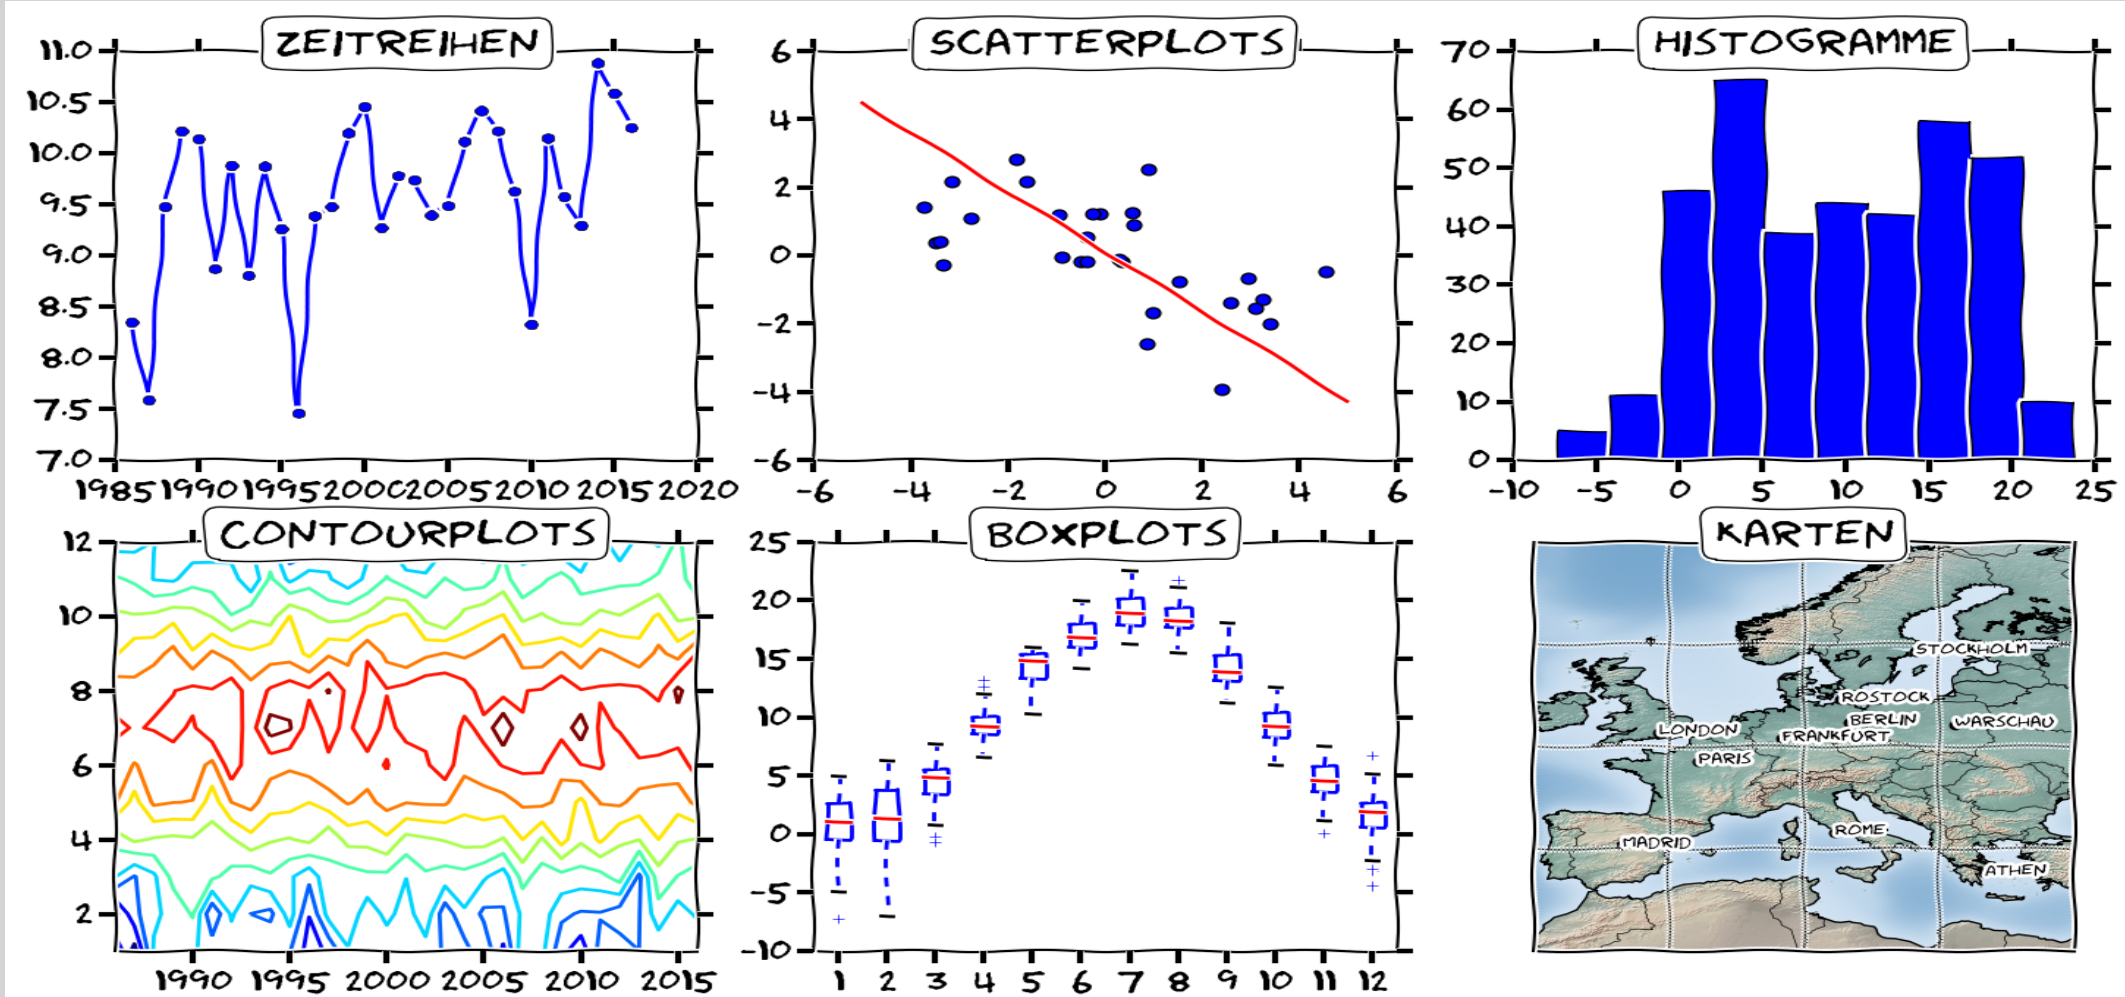 ZEITREIHEN
11.0
10.5
10.0
9.5
9.0
8.5
8.0
7.5
7.0
1985 1990 1995 2000 2005 2010 2015 2020
SCATTERPLOTS
6
4
2
0
-2
-4
-6
-6 -4 -2 0 2 4 6
HISTOGRAMME
70
60
50
40
30
20
10
0
-10 -5 0 5 10 15 20 25
CONTOURPLOTS
12
10
8
6
4
2
1990 1995 2000 2005 2010 2015
BOXPLOTS
25
20
15
10
5
0
-5
-10
1 2 3 4 5 6 7 8 9 10 11 12
KARTEN
STOCKHOLM
ROSTOCK
BERLIN
WARSCHAU
LONDON
FRANKFURT
PARIS
ROME
MADRID
ATHEN